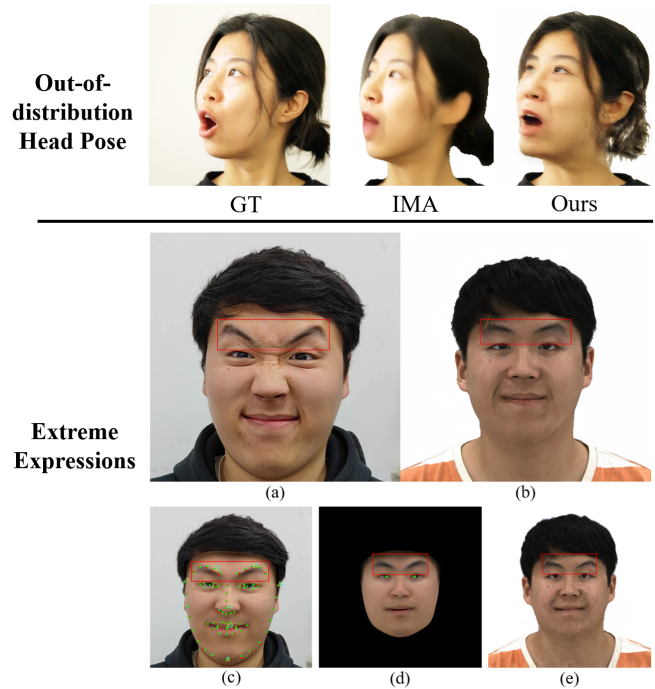 Out-of-
distribution
Head Pose
GT
IMA
Ours
Extreme
Expressions
(a)
(b)
(c)
(d)
(e)